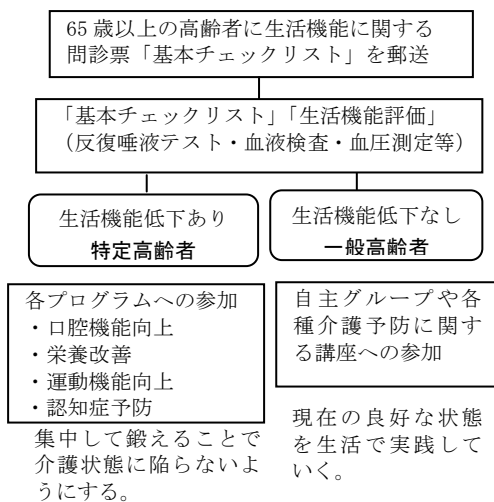 65 歳以上の高齢者に生活機能に関する
問診票「基本チェックリスト」を郵送
「基本チェックリスト」「生活機能評価」
（反復唾液テスト・血液検査・血圧測定等）
生活機能低下あり
特定高齢者
生活機能低下なし
一般高齢者
各プログラムへの参加
・口腔機能向上
・栄養改善
・運動機能向上
・認知症予防
自主グループや各
種介護予防に関す
る講座への参加
集中して鍛えることで
介護状態に陥らないよ
うにする。
現在の良好な状態
を生活で実践して
いく。